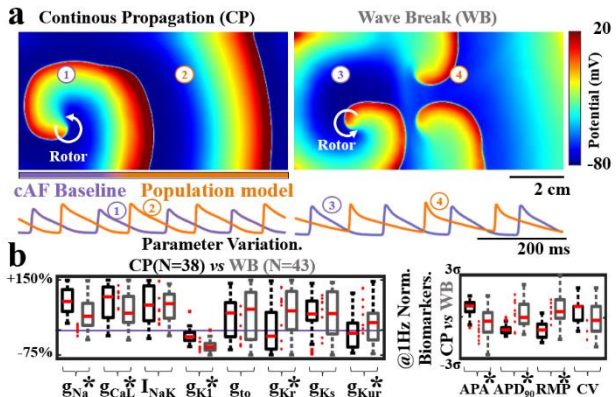 a
Continous Propagation (CP)
Wave Break (WB)
1
2
3
4
Rotor
Rotor
20
-80
Potential (mV)
cAF Baseline
Population model
2 cm
1
2
3
4
200 ms
b
Parameter Variation.
CP(N=38) vs WB (N=43)
+150%
-75%
gNa* gCaL* INaK gK1* gto gKr* gKs gKur*
@1Hz Norm.
Biomarkers.
CP vs WB
3σ
-3σ
APA* APD90* RMP* CV